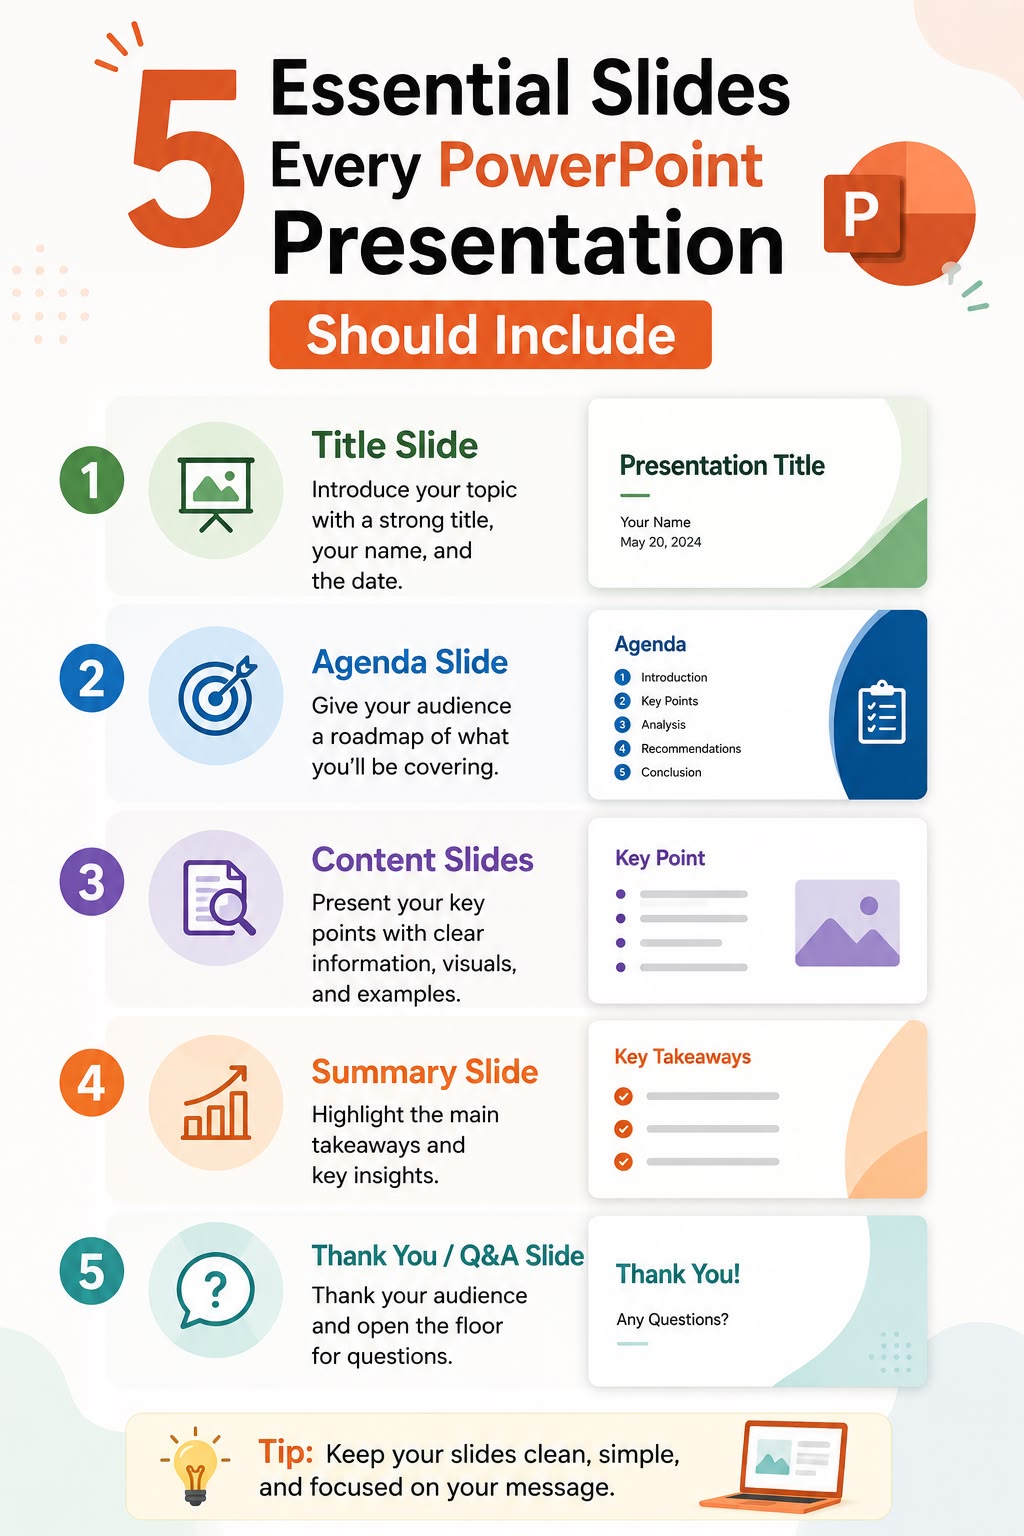 5
Essential Slides
Every PowerPoint
Presentation
Should Include
P
1
Title Slide
Introduce your topic
with a strong title,
your name, and
the date.
Presentation Title
Your Name
May 20, 2024
2
Agenda Slide
Give your audience
a roadmap of what
you'll be covering.
Agenda
1 Introduction
2 Key Points
3 Analysis
4 Recommendations
5 Conclusion
3
Content Slides
Present your key
points with clear
information, visuals,
and examples.
Key Point
4
Summary Slide
Highlight the main
takeaways and
key insights.
Key Takeaways
5
?
Thank You / Q&A Slide
Thank your audience
and open the floor
for questions.
Thank You!
Any Questions?
Tip: Keep your slides clean, simple,
and focused on your message.